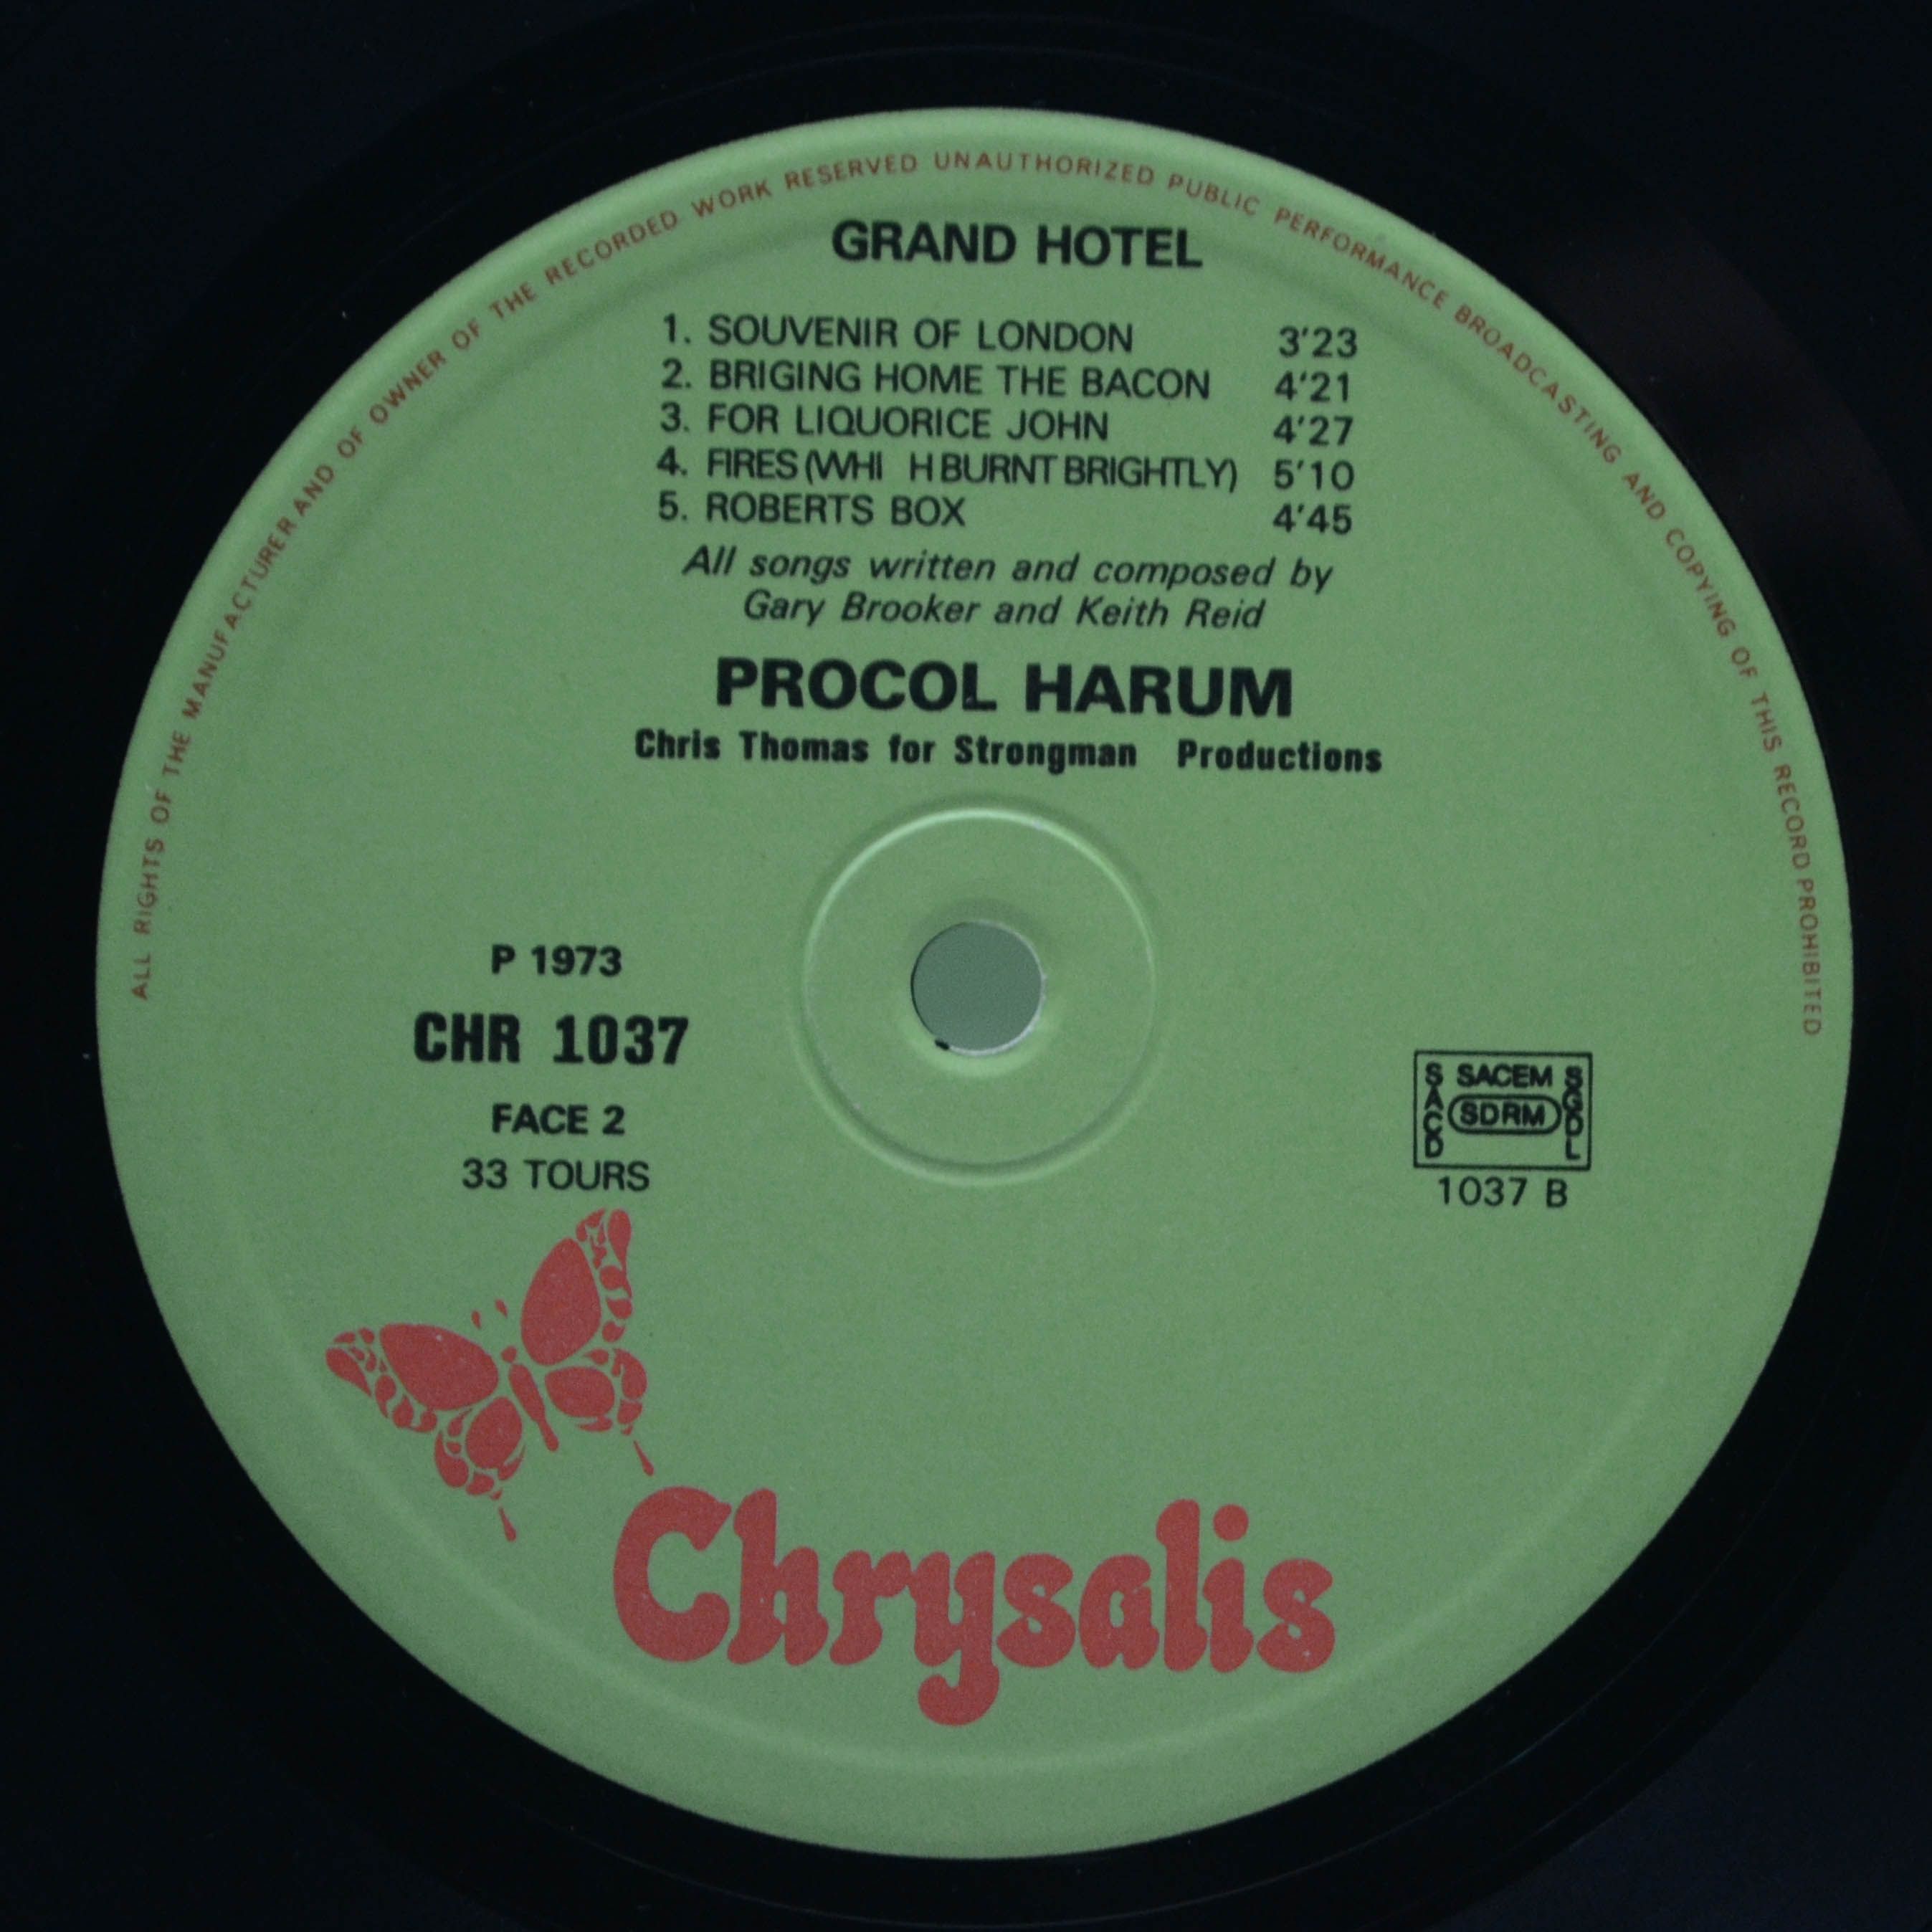 ALL RIGHTS OF THE MANUFACTURER AND OF OWNER OF THE RECORDED WORK RESERVED UNAUTHORIZED PUBLIC PERFORMANCE BROADCASTING AND COPYING OF THIS RECORD PROHIBITED
GRAND HOTEL
1. SOUVENIR OF LONDON 3'23
2. BRIGING HOME THE BACON 4'21
3. FOR LIQUORICE JOHN 4'27
4. FIRES (WHI H BURNT BRIGHTLY) 5'10
5. ROBERTS BOX 4'45
All songs written and composed by
Gary Brooker and Keith Reid
PROCOL HARUM
Chris Thomas for Strongman Productions
P 1973
CHR 1037
FACE 2
33 TOURS
SACD
SACEM
SDRM
SGDL
1037 B
Chrysalis